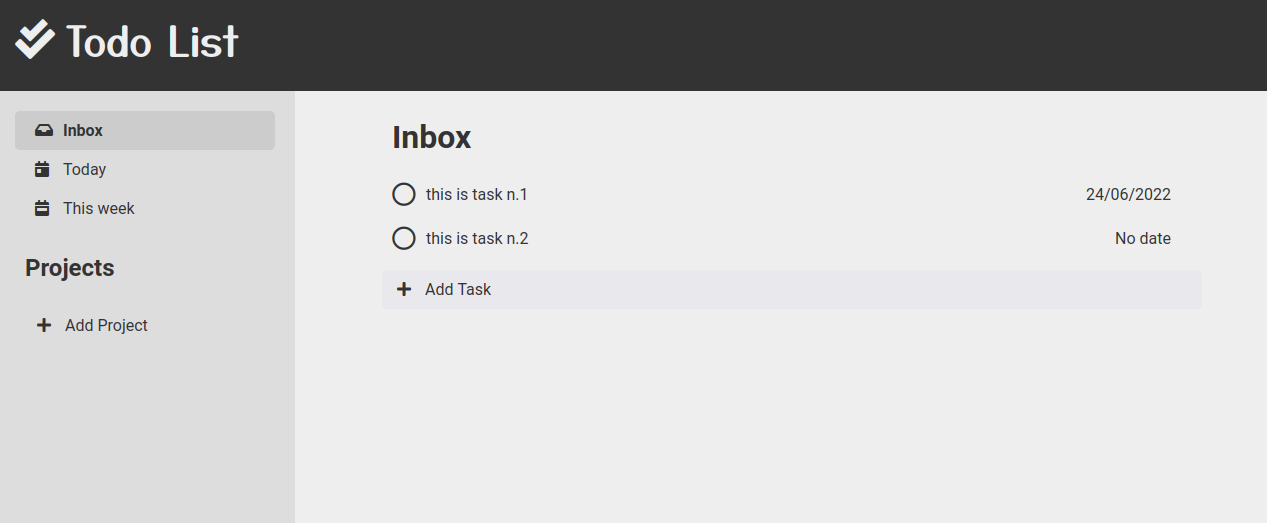 Todo List
Inbox
Today
This week
Projects
Add Project
Inbox
this is task n.1 24/06/2022
this is task n.2 No date
Add Task